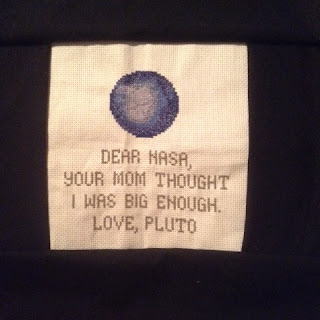 DEAR NASA,
YOUR MOM THOUGHT
I WAS BIG ENOUGH.
LOVE, PLUTO